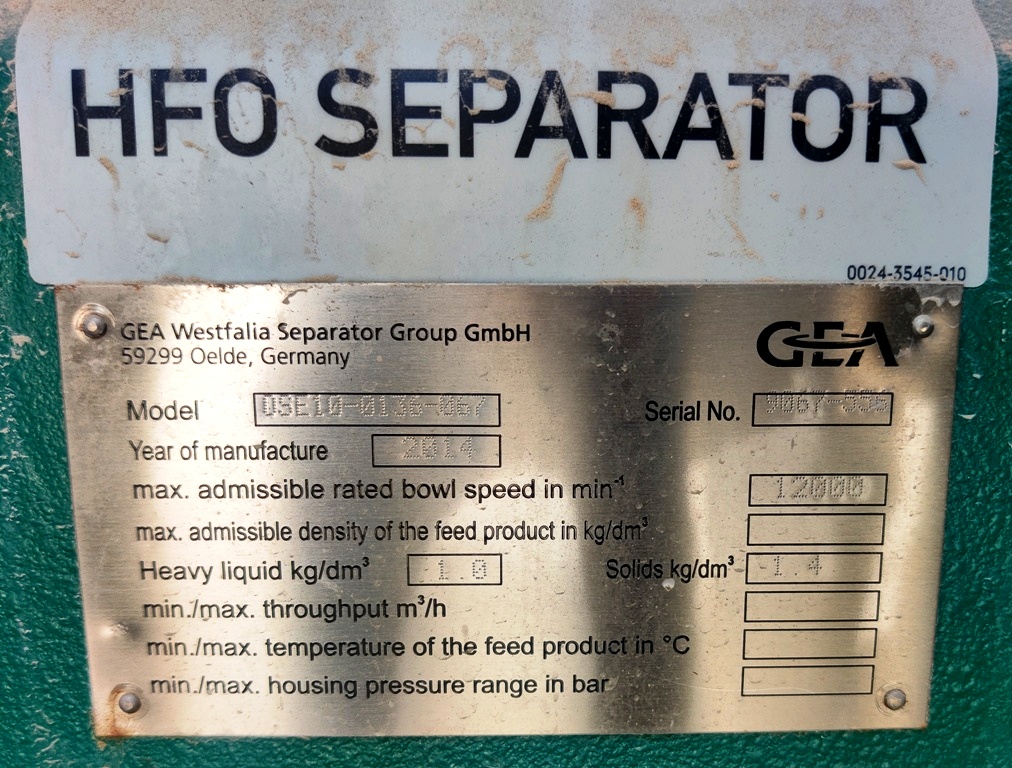 HFO SEPARATOR
0024-3545-010
GEA Westfalia Separator Group GmbH
59299 Oelde, Germany
GEA
Model OSE10-0136-067
Serial No.
Year of manufacture 2014
max. admissible rated bowl speed in min⁻¹ 12000
max. admissible density of the feed product in kg/dm³
Heavy liquid kg/dm³ 1.0 Solids kg/dm³ 1.4
min./max. throughput m³/h
min./max. temperature of the feed product in °C
min./max. housing pressure range in bar